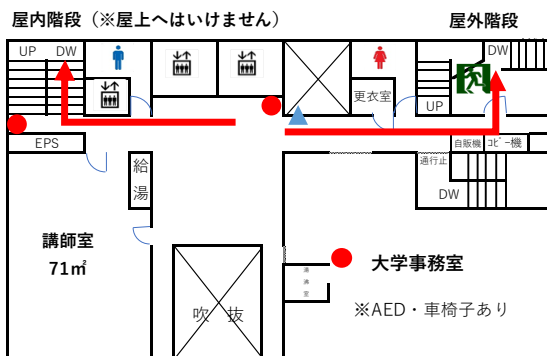 屋内階段（※屋上へはいけません）
屋外階段
UP
DW
DW
更衣室
UP
EPS
自販機
コピー機
通行止
給湯
DW
講師室
71㎡
大学事務室
湯沸室
吹 抜
※AED・車椅子あり